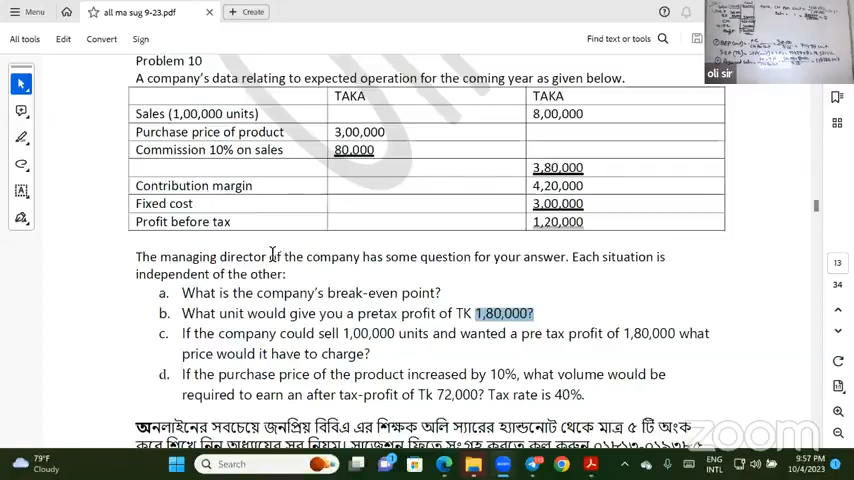 all ma sug 9-23.pdf
+ Create
All tools
Edit
Convert
Sign
Find text or tools
oli sir
Problem 10
A company's data relating to expected operation for the coming year as given below.
TAKA TAKA
Sales (1,00,000 units) 8,00,000
Purchase price of product 3,00,000
Commission 10% on sales 80,000
3,80,000
Contribution margin 4,20,000
Fixed cost 3,00,000
Profit before tax 1,20,000
The managing director of the company has some question for your answer. Each situation is
independent of the other:
a. What is the company's break-even point?
b. What unit would give you a pretax profit of TK 1,80,000?
c. If the company could sell 1,00,000 units and wanted a pre tax profit of 1,80,000 what
price would it have to charge?
d. If the purchase price of the product increased by 10%, what volume would be
required to earn an after tax-profit of Tk 72,000? Tax rate is 40%.
অনলাইনের সবচেয়ে জনপ্রিয় বিবিএ এর শিক্ষক অলি স্যারের হ্যান্ডনোট থেকে মাত্র ৫ টি অংক
13
34
zoom
79°F
Cloudy
Search
ENG
INTL
9:57 PM
10/4/2023